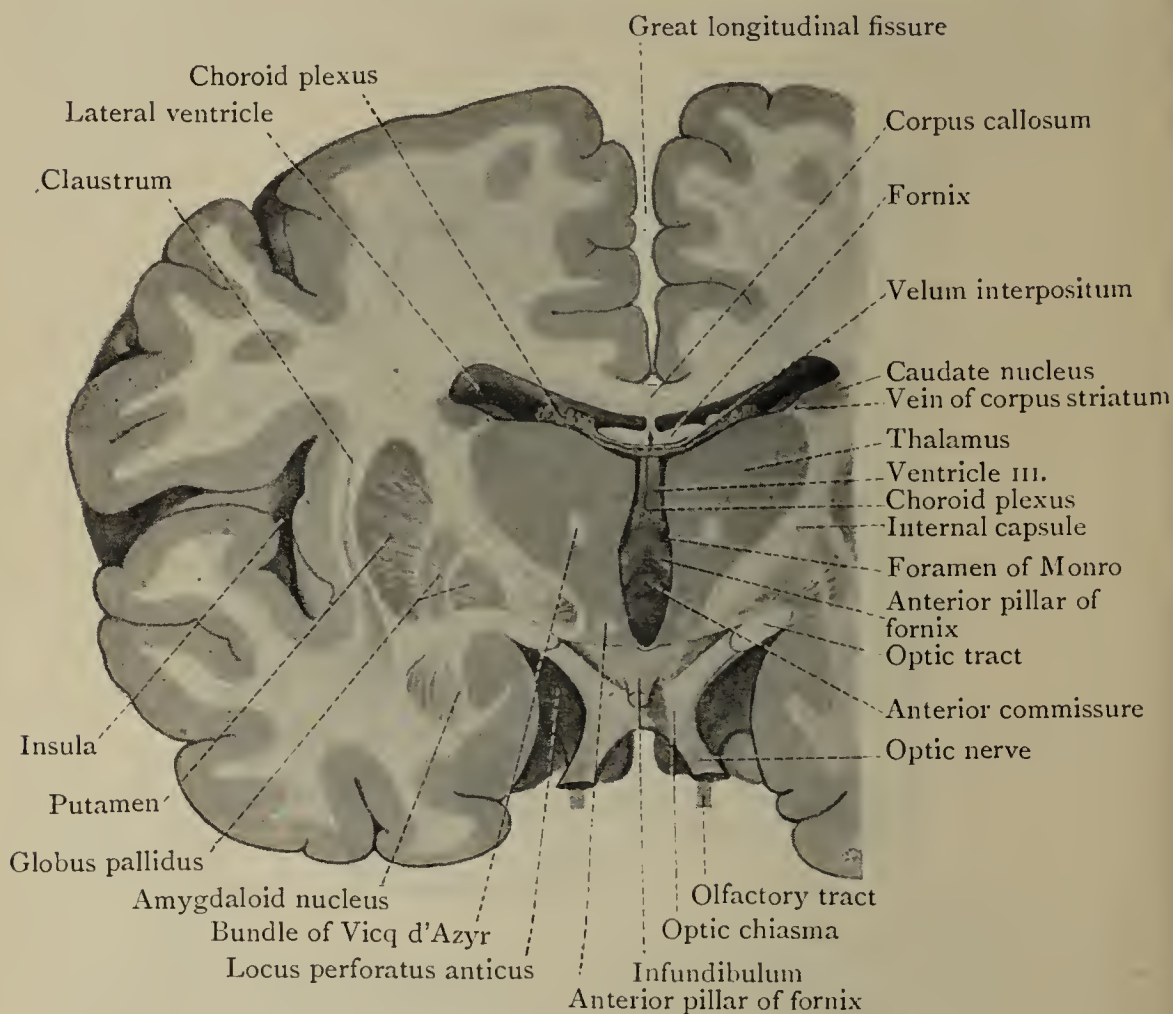 Great longitudinal fissure
Choroid plexus
Lateral ventricle
Claustrum
Corpus callosum
Fornix
Velum interpositum
Caudate nucleus
Vein of corpus striatum
Thalamus
Ventricle III.
Choroid plexus
Internal capsule
Foramen of Monro
Anterior pillar of
fornix
Optic tract
Anterior commissure
Optic nerve
Insula
Putamen
Globus pallidus
Amygdaloid nucleus
Bundle of Vicq d'Azyr
Locus perforatus anticus
Olfactory tract
Optic chiasma
Infundibulum
Anterior pillar of fornix